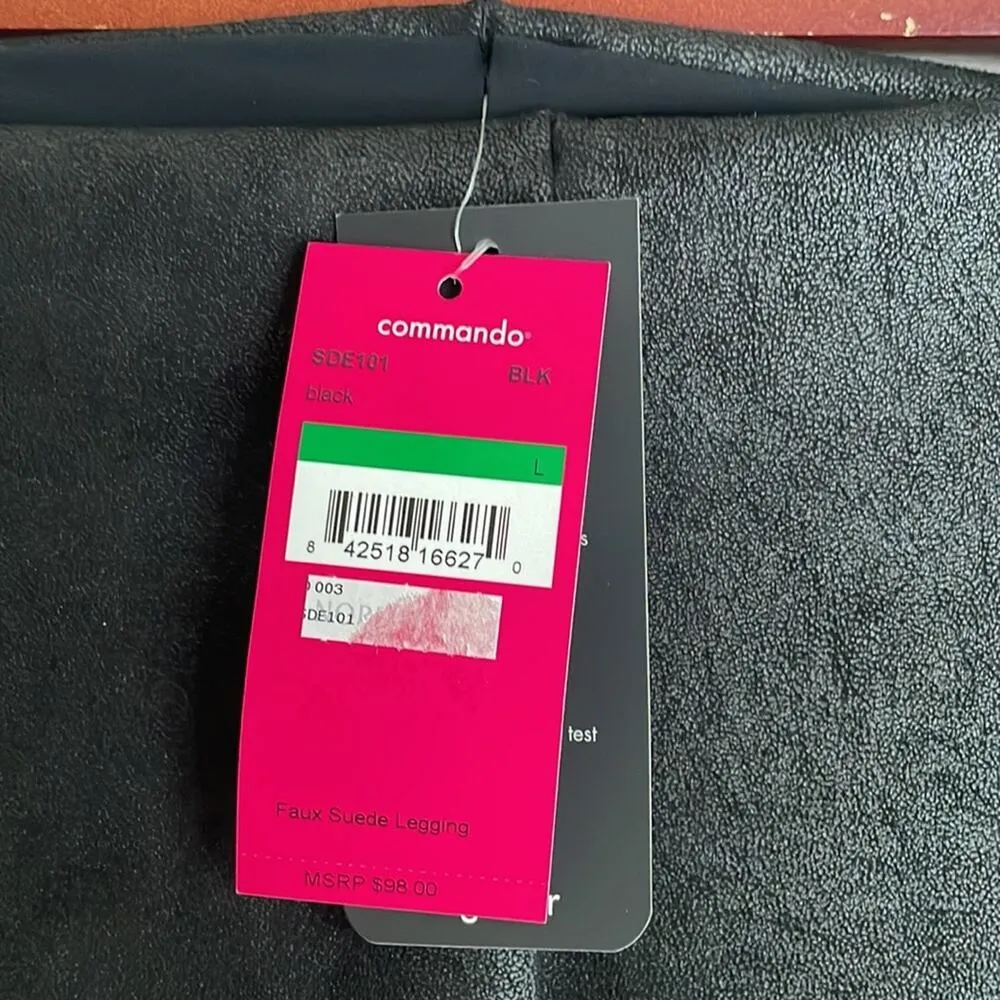 commando®
SDE101 BLK
black
L
8 42518 16627 0
003
SDE101
Faux Suede Legging
MSRP $98.00
s
test
r